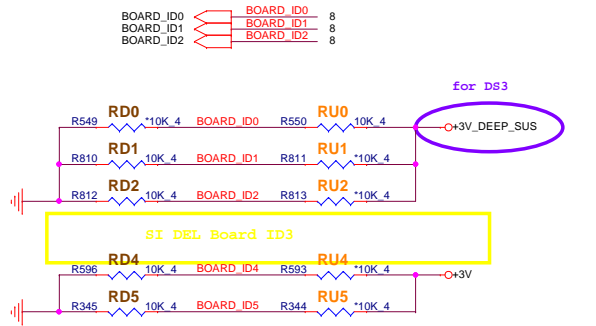 BOARD_ID0 BOARD_ID0 8
BOARD_ID1 BOARD_ID1 8
BOARD_ID2 BOARD_ID2 8
for DS3
RD0 RU0
R549 *10K_4 BOARD_ID0 R550 10K_4 +3V_DEEP_SUS
RD1 RU1
R810 10K_4 BOARD_ID1 R811 *10K_4
RD2 RU2
R812 10K_4 BOARD_ID2 R813 *10K_4
SI DEL Board ID3
RD4 RU4
R596 10K_4 BOARD_ID4 R593 *10K_4 +3V
RD5 RU5
R345 10K_4 BOARD_ID5 R344 *10K_4